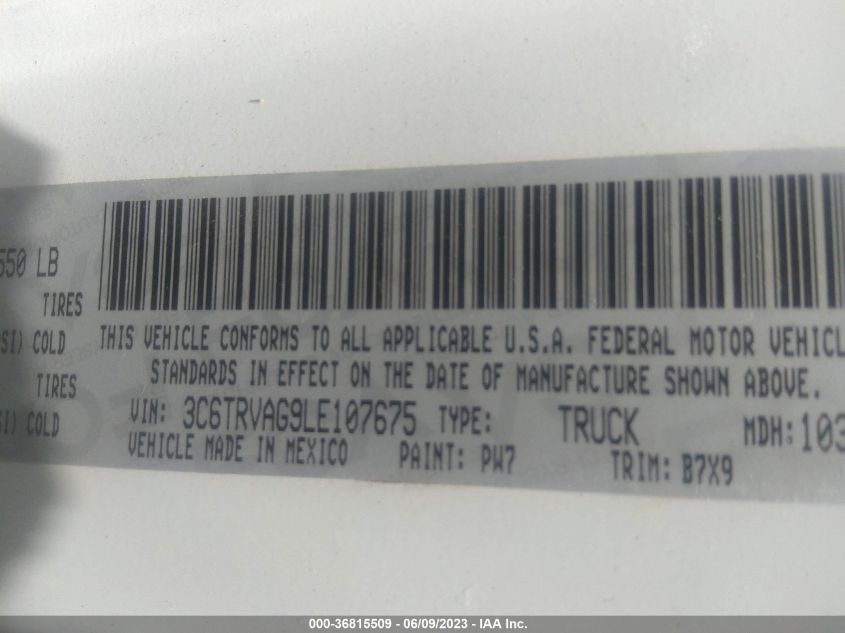 550 LB
TIRES
SI) COLD
TIRES
SI) COLD
THIS VEHICLE CONFORMS TO ALL APPLICABLE U.S.A. FEDERAL MOTOR VEHICL
STANDARDS IN EFFECT ON THE DATE OF MANUFACTURE SHOWN ABOVE.
VIN: 3C6TRVAG9LE107675 TYPE: TRUCK MDH: 103
VEHICLE MADE IN MEXICO PAINT: PW7 TRIM: B7X9
000-36815509 - 06/09/2023 - IAA Inc.